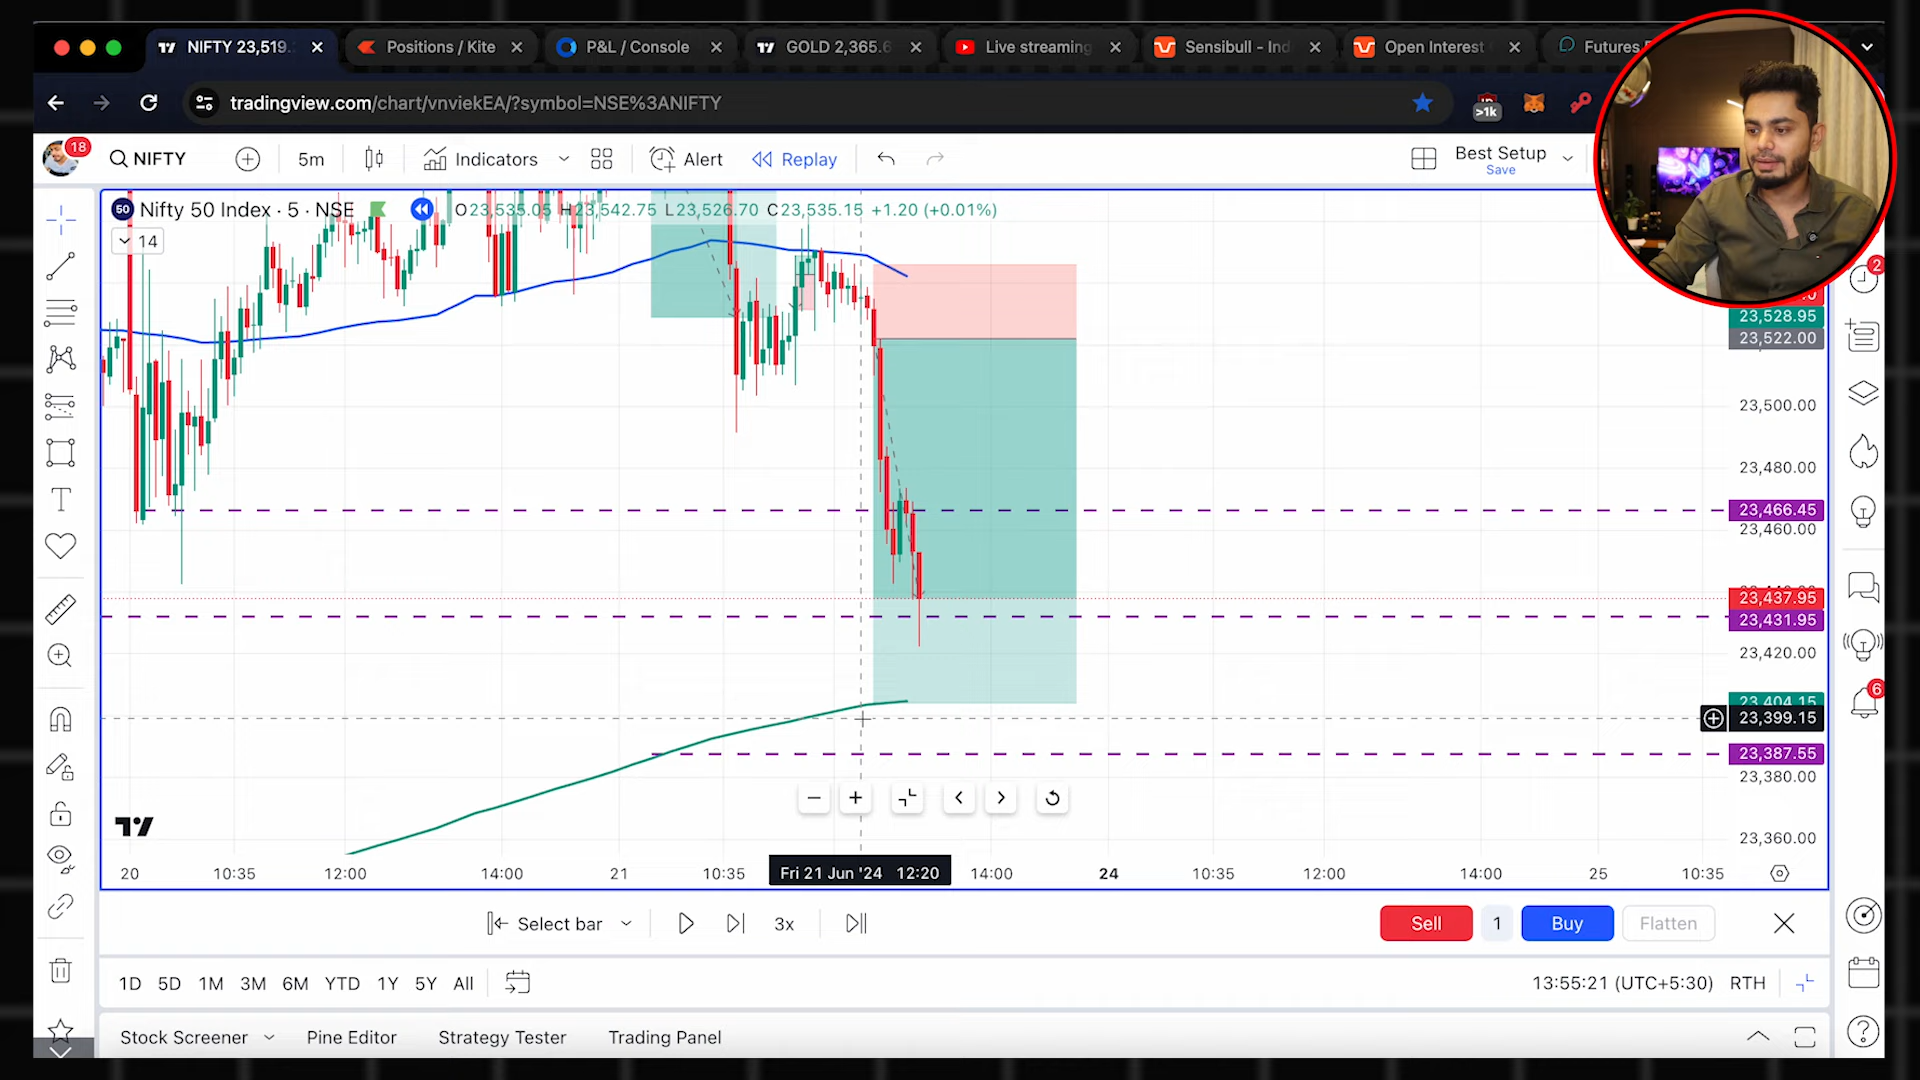 NIFTY 23,519.
Positions / Kite
P&L / Console
GOLD 2,365.6
Live streaming
Sensibull - Ind
Open Interest
Futures
tradingview.com/chart/vnviekEA/?symbol=NSE%3ANIFTY
>1k
18
NIFTY
5m
Indicators
Alert
Replay
Best Setup
Save
50
Nifty 50 Index · 5 · NSE
O23,535.05 H23,542.75 L23,526.70 C23,535.15 +1.20 (+0.01%)
14
2
23,528.95
23,522.00
23,500.00
23,480.00
23,466.45
23,460.00
23,437.95
23,431.95
23,420.00
23,404.15
23,399.15
23,387.55
23,380.00
23,360.00
6
20
10:35
12:00
14:00
21
10:35
Fri 21 Jun '24 12:20
14:00
24
10:35
12:00
14:00
25
10:35
Select bar
3x
Sell
1
Buy
Flatten
1D 5D 1M 3M 6M YTD 1Y 5Y All
13:55:21 (UTC+5:30) RTH
Stock Screener
Pine Editor
Strategy Tester
Trading Panel